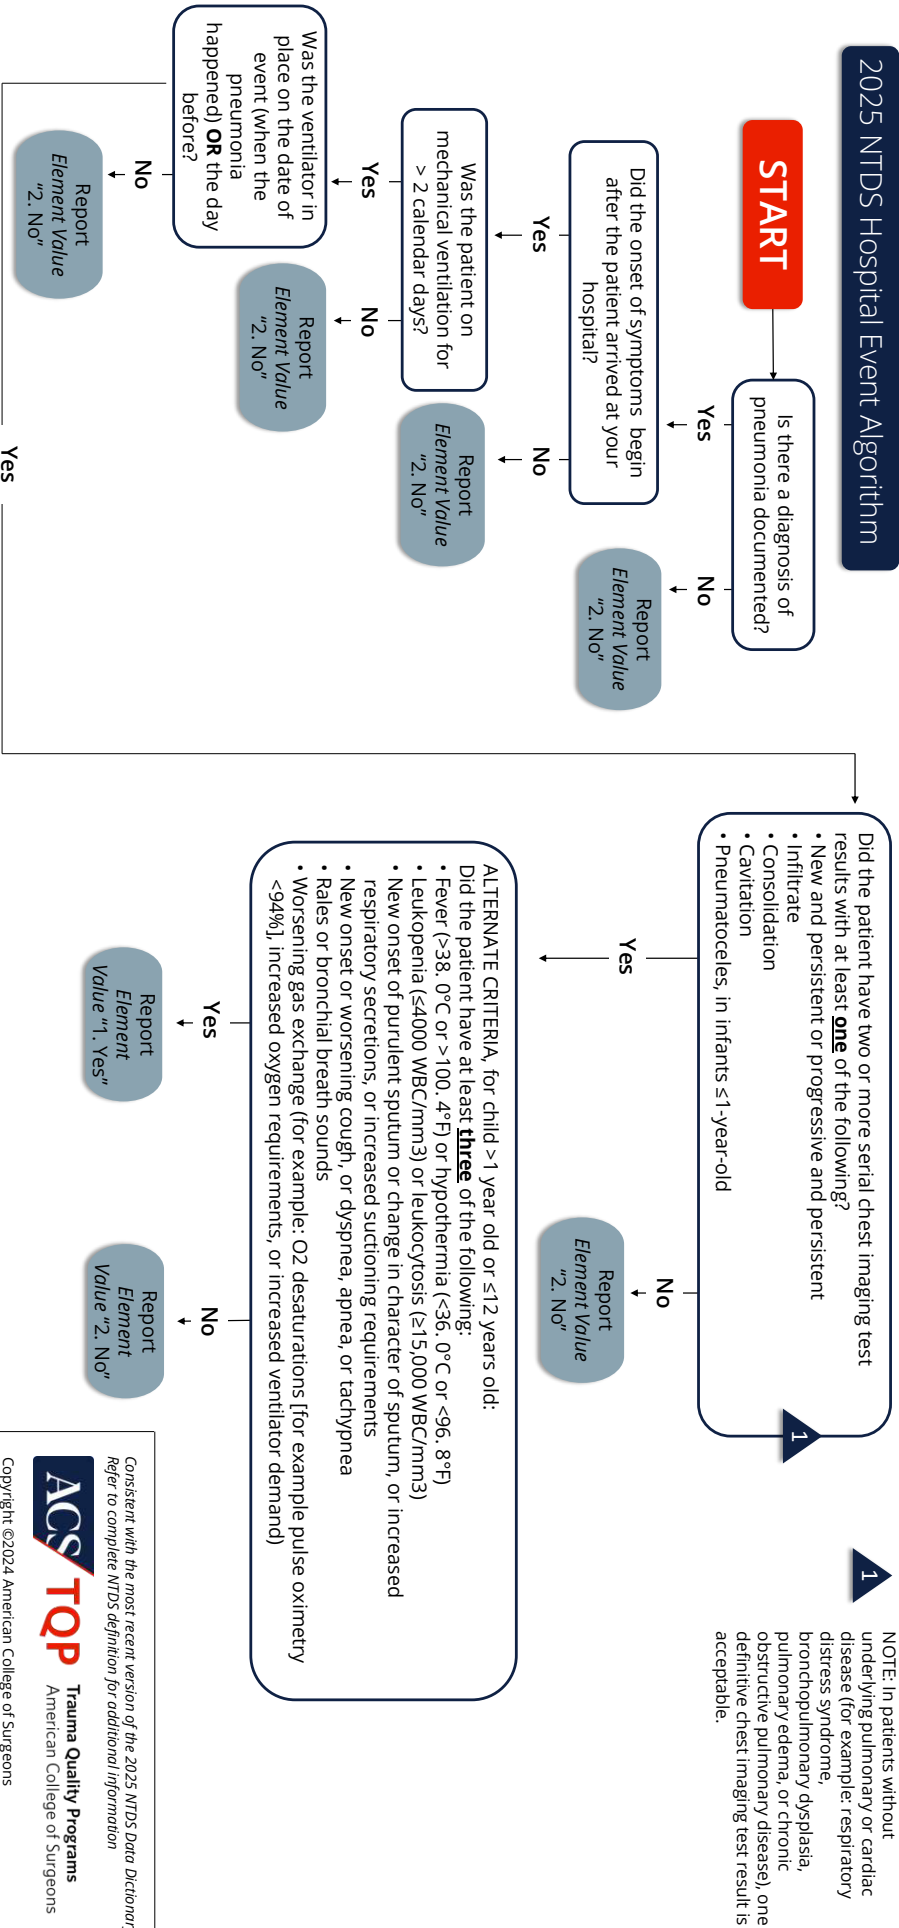 2025 NTDS Hospital Event Algorithm
START
Is there a diagnosis of
pneumonia documented?
Yes
No
Report
Element Value
“2. No”
Did the onset of symptoms begin
after the patient arrived at your
hospital?
Yes
No
Report
Element Value
“2. No”
Was the patient on
mechanical ventilation for
> 2 calendar days?
Yes
No
Report
Element Value
“2. No”
Was the ventilator in
place on the date of
event (when the
pneumonia
happened) OR the day
before?
No
Report
Element Value
“2. No”
Yes
Did the patient have two or more serial chest imaging test
results with at least one of the following?
• New and persistent or progressive and persistent
• Infiltrate
• Consolidation
• Cavitation
• Pneumatoceles, in infants ≤1-year-old
1
Yes
No
Report
Element Value
“2. No”
ALTERNATE CRITERIA, for child >1 year old or ≤12 years old:
Did the patient have at least three of the following:
• Fever (>38. 0°C or >100. 4°F) or hypothermia (<36. 0°C or <96. 8°F)
• Leukopenia (≤4000 WBC/mm3) or leukocytosis (≥15,000 WBC/mm3)
• New onset of purulent sputum or change in character of sputum, or increased
respiratory secretions, or increased suctioning requirements
• New onset or worsening cough, or dyspnea, apnea, or tachypnea
• Rales or bronchial breath sounds
• Worsening gas exchange (for example: O2 desaturations [for example pulse oximetry
<94%], increased oxygen requirements, or increased ventilator demand)
Yes
Report
Element
Value “1. Yes”
No
Report
Element
Value “2. No”
1
NOTE: In patients without
underlying pulmonary or cardiac
disease (for example: respiratory
distress syndrome,
bronchopulmonary dysplasia,
pulmonary edema, or chronic
obstructive pulmonary disease), one
definitive chest imaging test result is
acceptable.
Consistent with the most recent version of the 2025 NTDS Data Dictionar
Refer to complete NTDS definition for additional information
ACS TQP
Trauma Quality Programs
American College of Surgeons
Copyright ©2024 American College of Surgeons